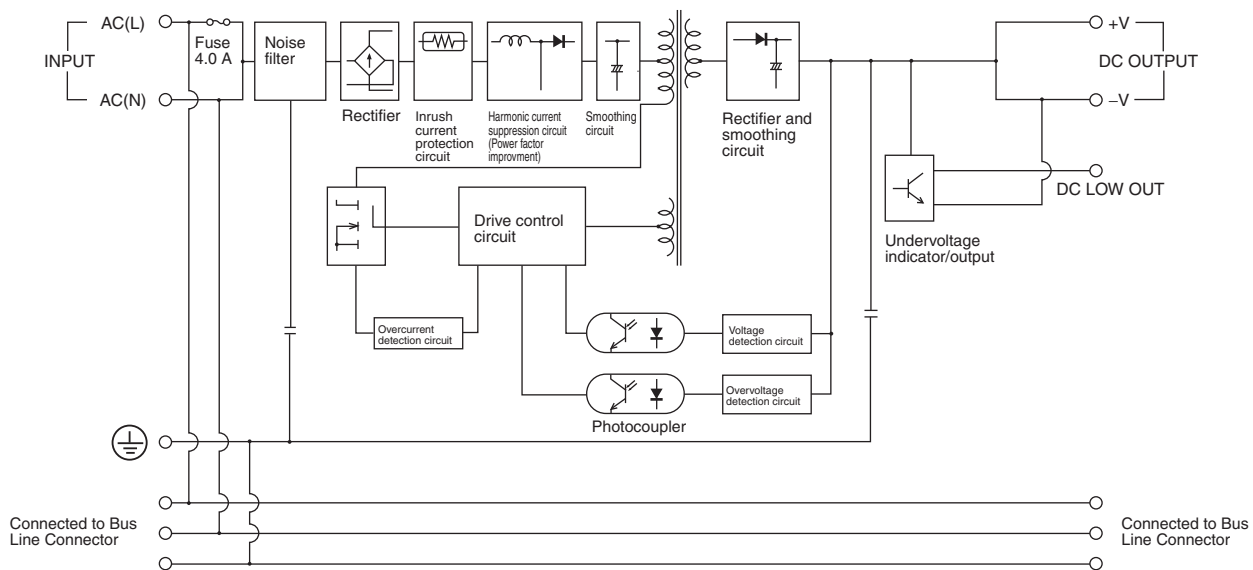 AC(L)
INPUT
AC(N)
Fuse
4.0 A
Noise
filter
Rectifier
Inrush
current
protection
circuit
Harmonic current
suppression circuit
(Power factor
improvment)
Smoothing
circuit
Rectifier and
smoothing
circuit
+V
DC OUTPUT
−V
DC LOW OUT
Undervoltage
indicator/output
Drive control
circuit
Overcurrent
detection circuit
Voltage
detection circuit
Overvoltage
detection circuit
Photocoupler
Connected to Bus
Line Connector
Connected to Bus
Line Connector